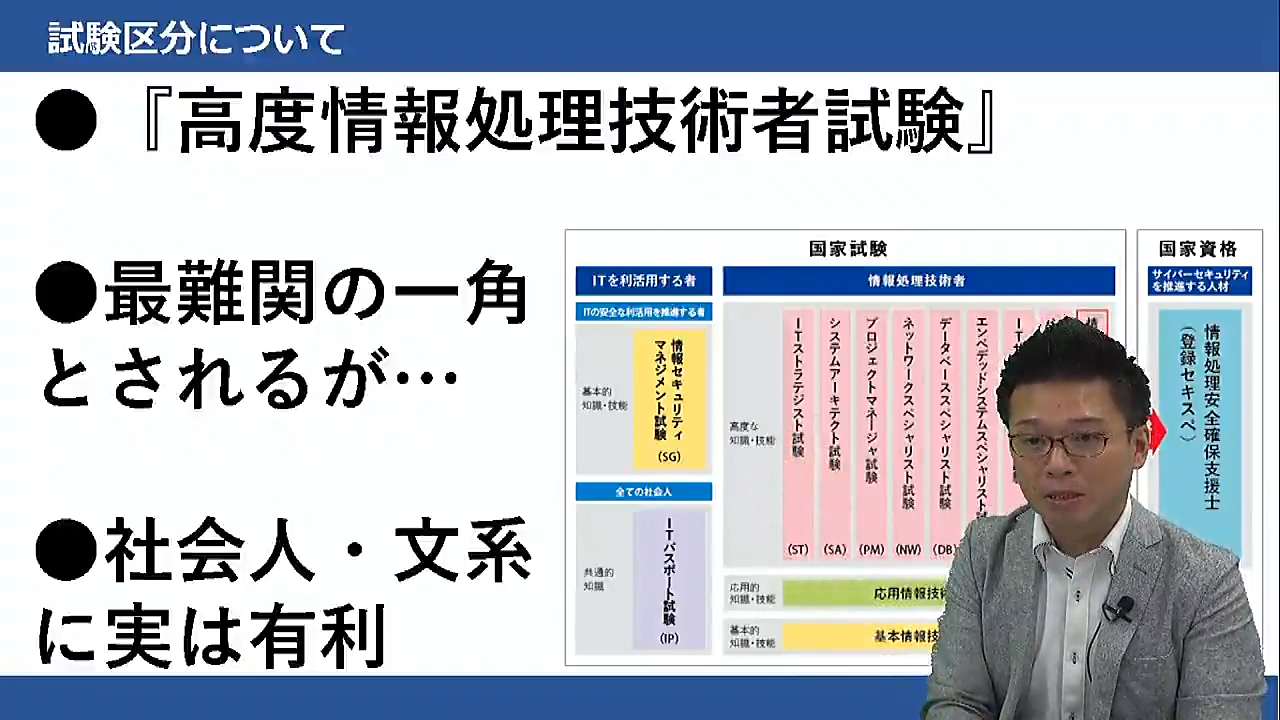 試験区分について
●『高度情報処理技術者試験』
●最難関の一角
とされるが…
●社会人・文系
に実は有利
国家試験
ITを利活用する者
ITの安全な利活用を推進する者
基本的
知識・技能
情報セキュリティ
マネジメント試験
(SG)
全ての社会人
共通的
知識
ITパスポート試験
(IP)
情報処理技術者
高度な
知識・技能
ITストラテジスト試験
(ST)
システムアーキテクト試験
(SA)
プロジェクトマネージャ試験
(PM)
ネットワークスペシャリスト試験
(NW)
データベーススペシャリスト試験
(DB)
エンベデッドシステムスペシャリスト試
応用的
知識・技能
応用情報技
基本的
知識・技能
基本情報技
国家資格
サイバーセキュリティ
を推進する人材
情報処理安全確保支援士
(登録セキスペ)